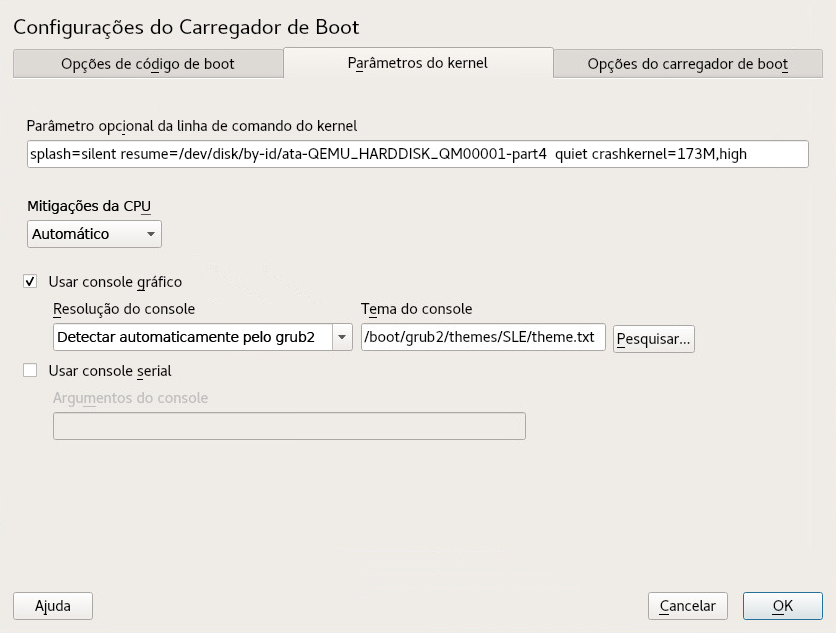 Configurações do Carregador de Boot
Opções de código de boot Parâmetros do kernel Opções do carregador de boot
Parâmetro opcional da linha de comando do kernel
splash=silent resume=/dev/disk/by-id/ata-QEMU_HARDDISK_QM00001-part4  quiet crashkernel=173M,high
Mitigações da CPU
Automático
Usar console gráfico
Resolução do console Tema do console
Detectar automaticamente pelo grub2 /boot/grub2/themes/SLE/theme.txt Pesquisar...
Usar console serial
Argumentos do console
Ajuda Cancelar OK